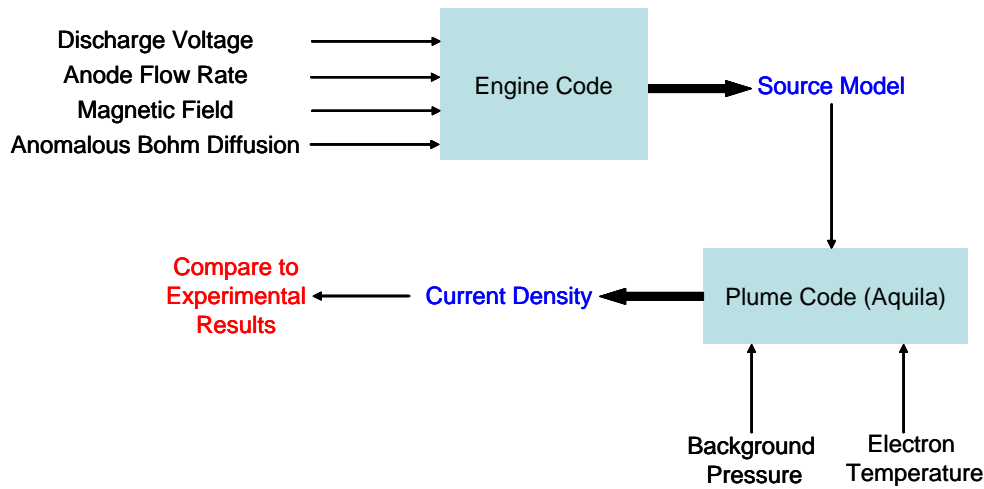 Discharge Voltage
Anode Flow Rate
Magnetic Field
Anomalous Bohm Diffusion
Engine Code
Source Model
Compare to
Experimental
Results
Current Density
Plume Code (Aquila)
Background
Pressure
Electron
Temperature